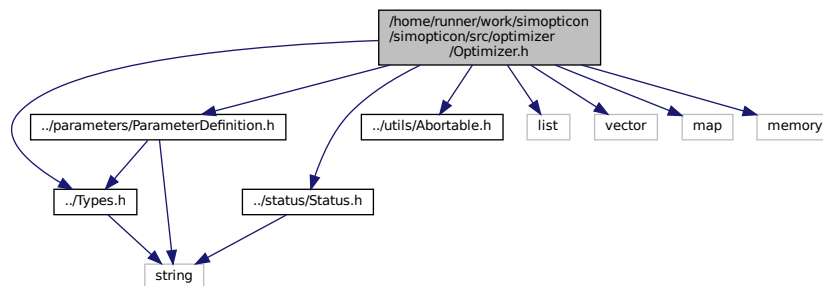 /home/runner/work/simopticon
/simopticon/src/optimizer
/Optimizer.h
../parameters/ParameterDefinition.h
../utils/Abortable.h
list
vector
map
memory
../Types.h
../status/Status.h
string